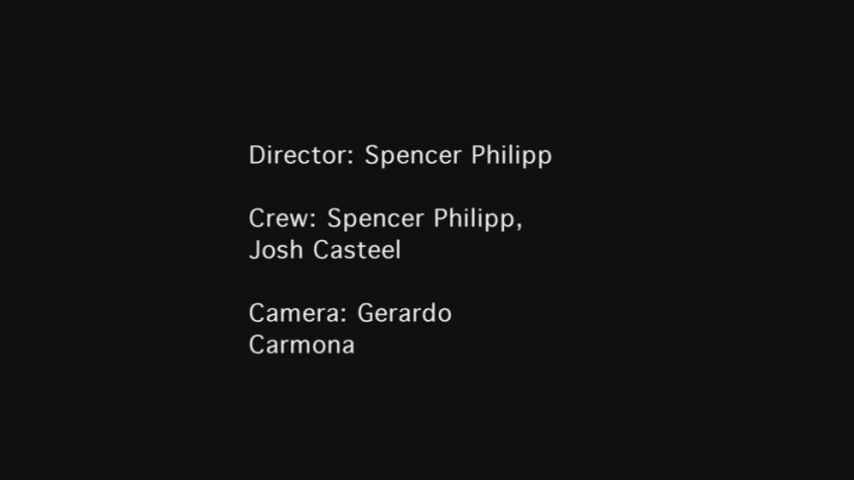 Director: Spencer Philipp
Crew: Spencer Philipp,
Josh Casteel
Camera: Gerardo
Carmona